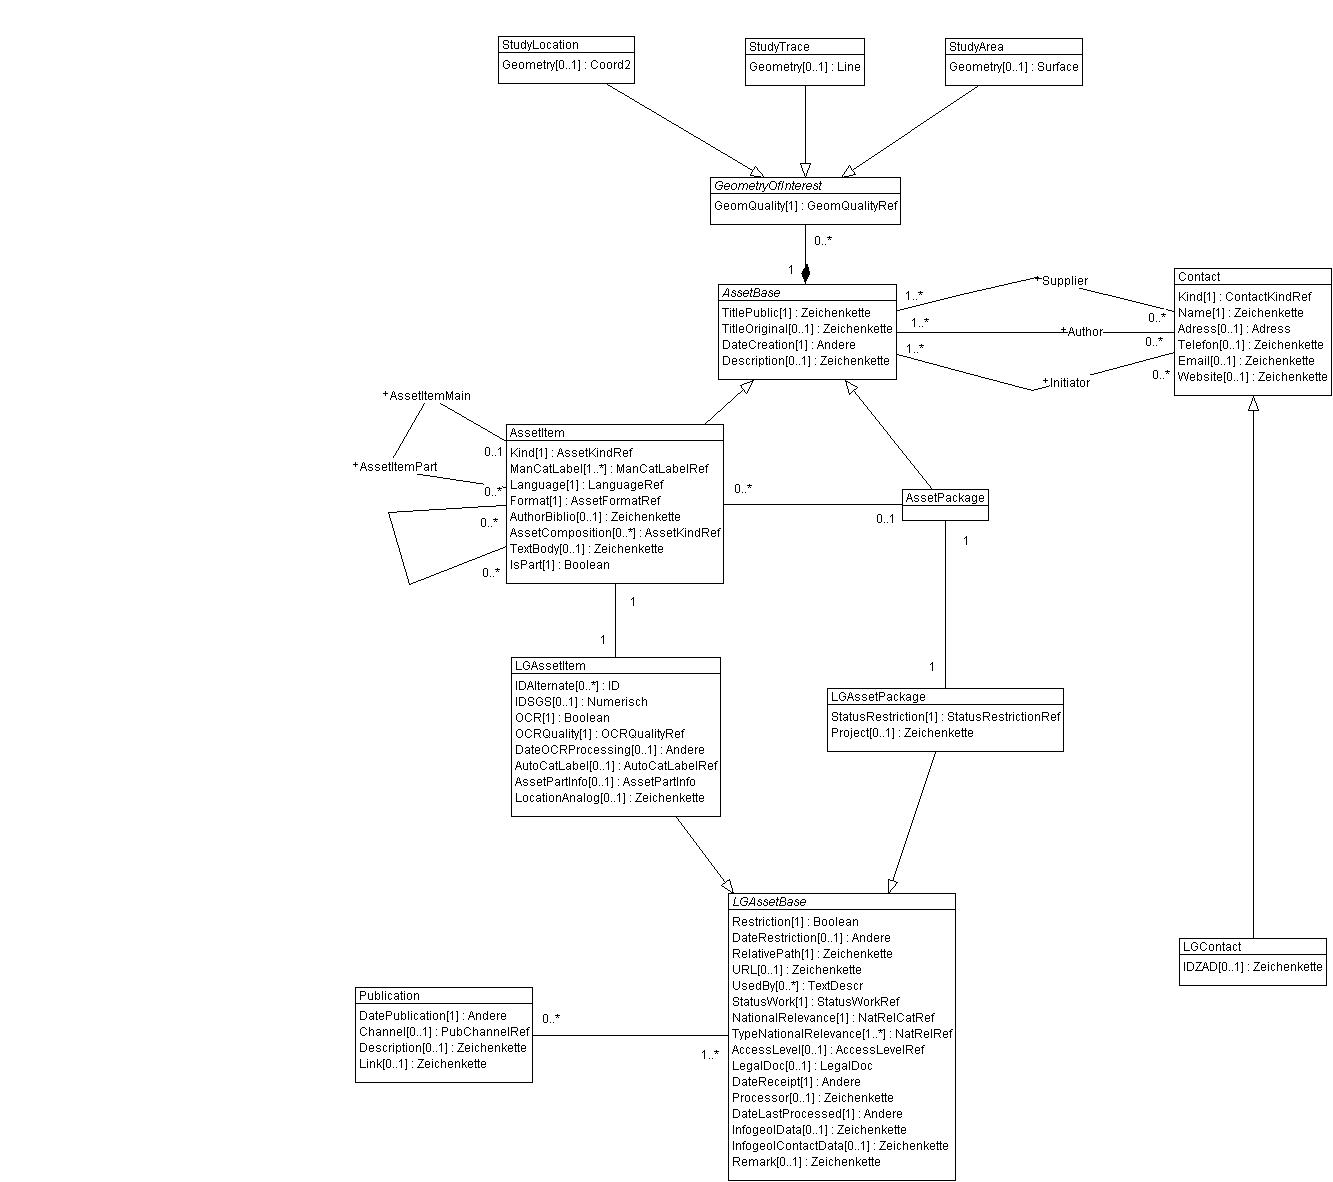 StudyLocation
Geometry[0..1] : Coord2
StudyTrace
Geometry[0..1] : Line
StudyArea
Geometry[0..1] : Surface
GeometryOfInterest
GeomQuality[1] : GeomQualityRef
0..*
1
AssetBase
TitlePublic[1] : Zeichenkette
TitleOriginal[0..1] : Zeichenkette
DateCreation[1] : Andere
Description[0..1] : Zeichenkette
1..*
+Supplier
0..*
1..*
+Author
0..*
1..*
+Initiator
0..*
Contact
Kind[1] : ContactKindRef
Name[1] : Zeichenkette
Adress[0..1] : Adress
Telefon[0..1] : Zeichenkette
Email[0..1] : Zeichenkette
Website[0..1] : Zeichenkette
+AssetItemMain
0..1
+AssetItemPart
0..*
0..*
0..*
AssetItem
Kind[1] : AssetKindRef
ManCatLabel[1..*] : ManCatLabelRef
Language[1] : LanguageRef
Format[1] : AssetFormatRef
AuthorBiblio[0..1] : Zeichenkette
AssetComposition[0..*] : AssetKindRef
TextBody[0..1] : Zeichenkette
IsPart[1] : Boolean
0..*
0..1
AssetPackage
1
1
1
1
LGAssetItem
IDAlternate[0..*] : ID
IDSGS[0..1] : Numerisch
OCR[1] : Boolean
OCRQuality[1] : OCRQualityRef
DateOCRProcessing[0..1] : Andere
AutoCatLabel[0..1] : AutoCatLabelRef
AssetPartInfo[0..1] : AssetPartInfo
LocationAnalog[0..1] : Zeichenkette
LGAssetPackage
StatusRestriction[1] : StatusRestrictionRef
Project[0..1] : Zeichenkette
LGAssetBase
Restriction[1] : Boolean
DateRestriction[0..1] : Andere
RelativePath[1] : Zeichenkette
URL[0..1] : Zeichenkette
UsedBy[0..*] : TextDescr
StatusWork[1] : StatusWorkRef
NationalRelevance[1] : NatRelCatRef
TypeNationalRelevance[1..*] : NatRelRef
AccessLevel[0..1] : AccessLevelRef
LegalDoc[0..1] : LegalDoc
DateReceipt[1] : Andere
Processor[0..1] : Zeichenkette
DateLastProcessed[1] : Andere
InfogeolData[0..1] : Zeichenkette
InfogeolContactData[0..1] : Zeichenkette
Remark[0..1] : Zeichenkette
LGContact
IDZAD[0..1] : Zeichenkette
Publication
DatePublication[1] : Andere
Channel[0..1] : PubChannelRef
Description[0..1] : Zeichenkette
Link[0..1] : Zeichenkette
0..*
1..*